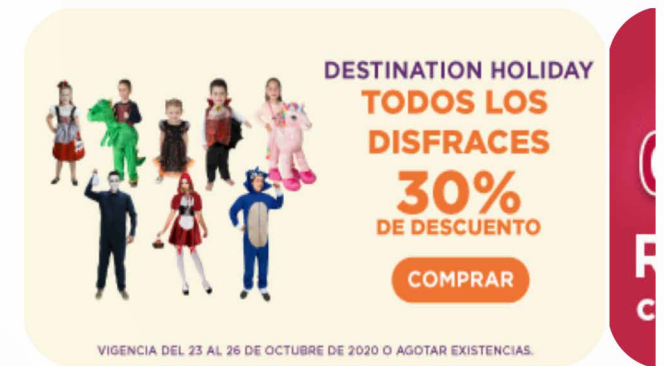 DESTINATION HOLIDAY
TODOS LOS
DISFRACES
30%
DE DESCUENTO
COMPRAR
VIGENCIA DEL 23 AL 26 DE OCTUBRE DE 2020 O AGOTAR EXISTENCIAS.